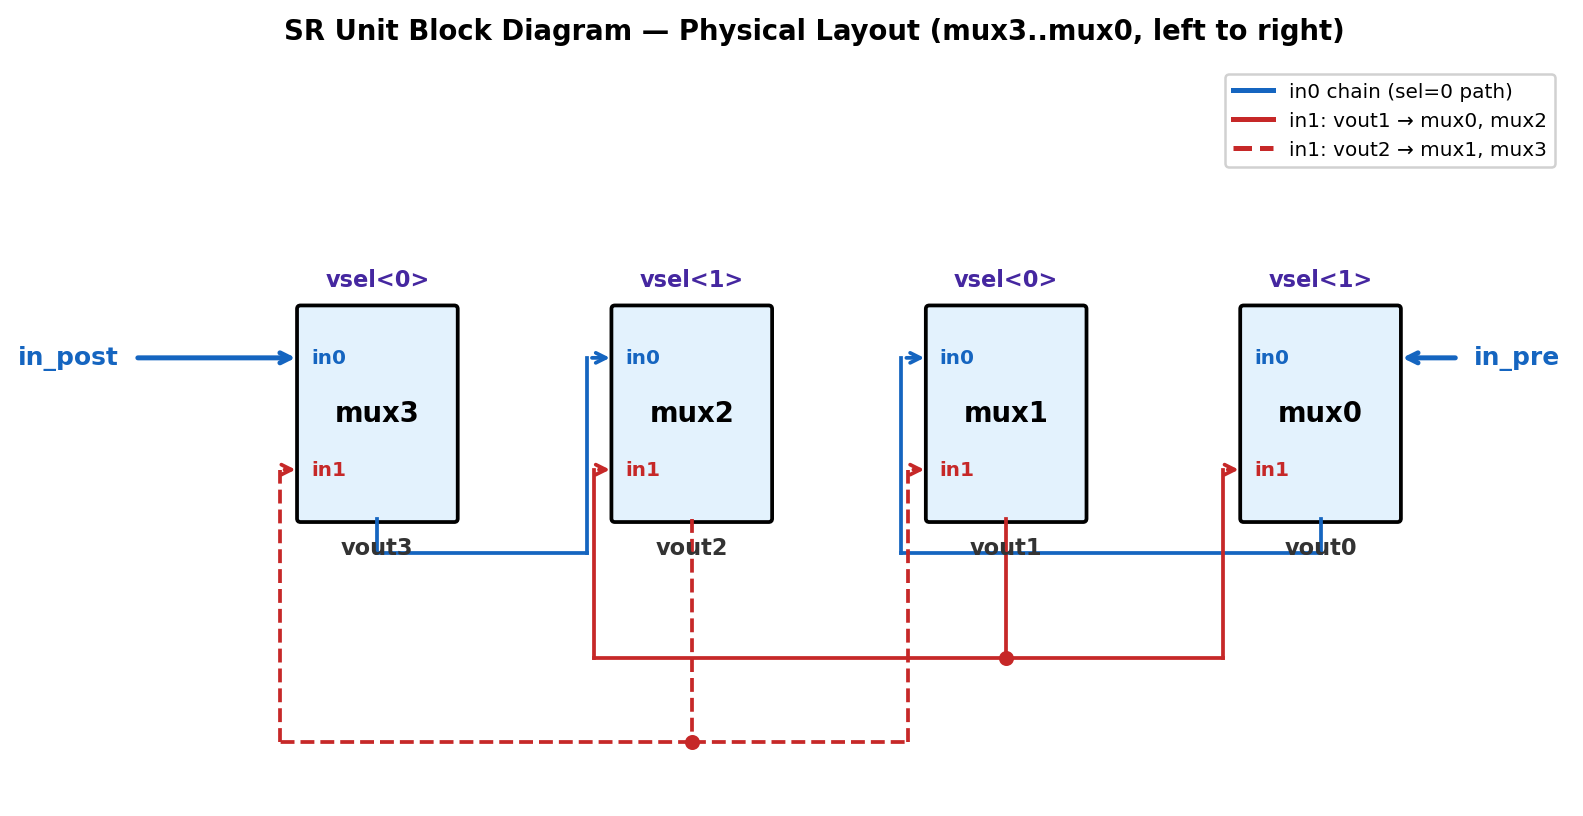 SR Unit Block Diagram — Physical Layout (mux3..mux0, left to right)
in0 chain (sel=0 path)
in1: vout1 → mux0, mux2
in1: vout2 → mux1, mux3
vsel<0> vsel<1> vsel<0> vsel<1>
in_post in0 in0 in0 in0 in_pre
mux3 mux2 mux1 mux0
in1 in1 in1 in1
vout3 vout2 vout1 vout0